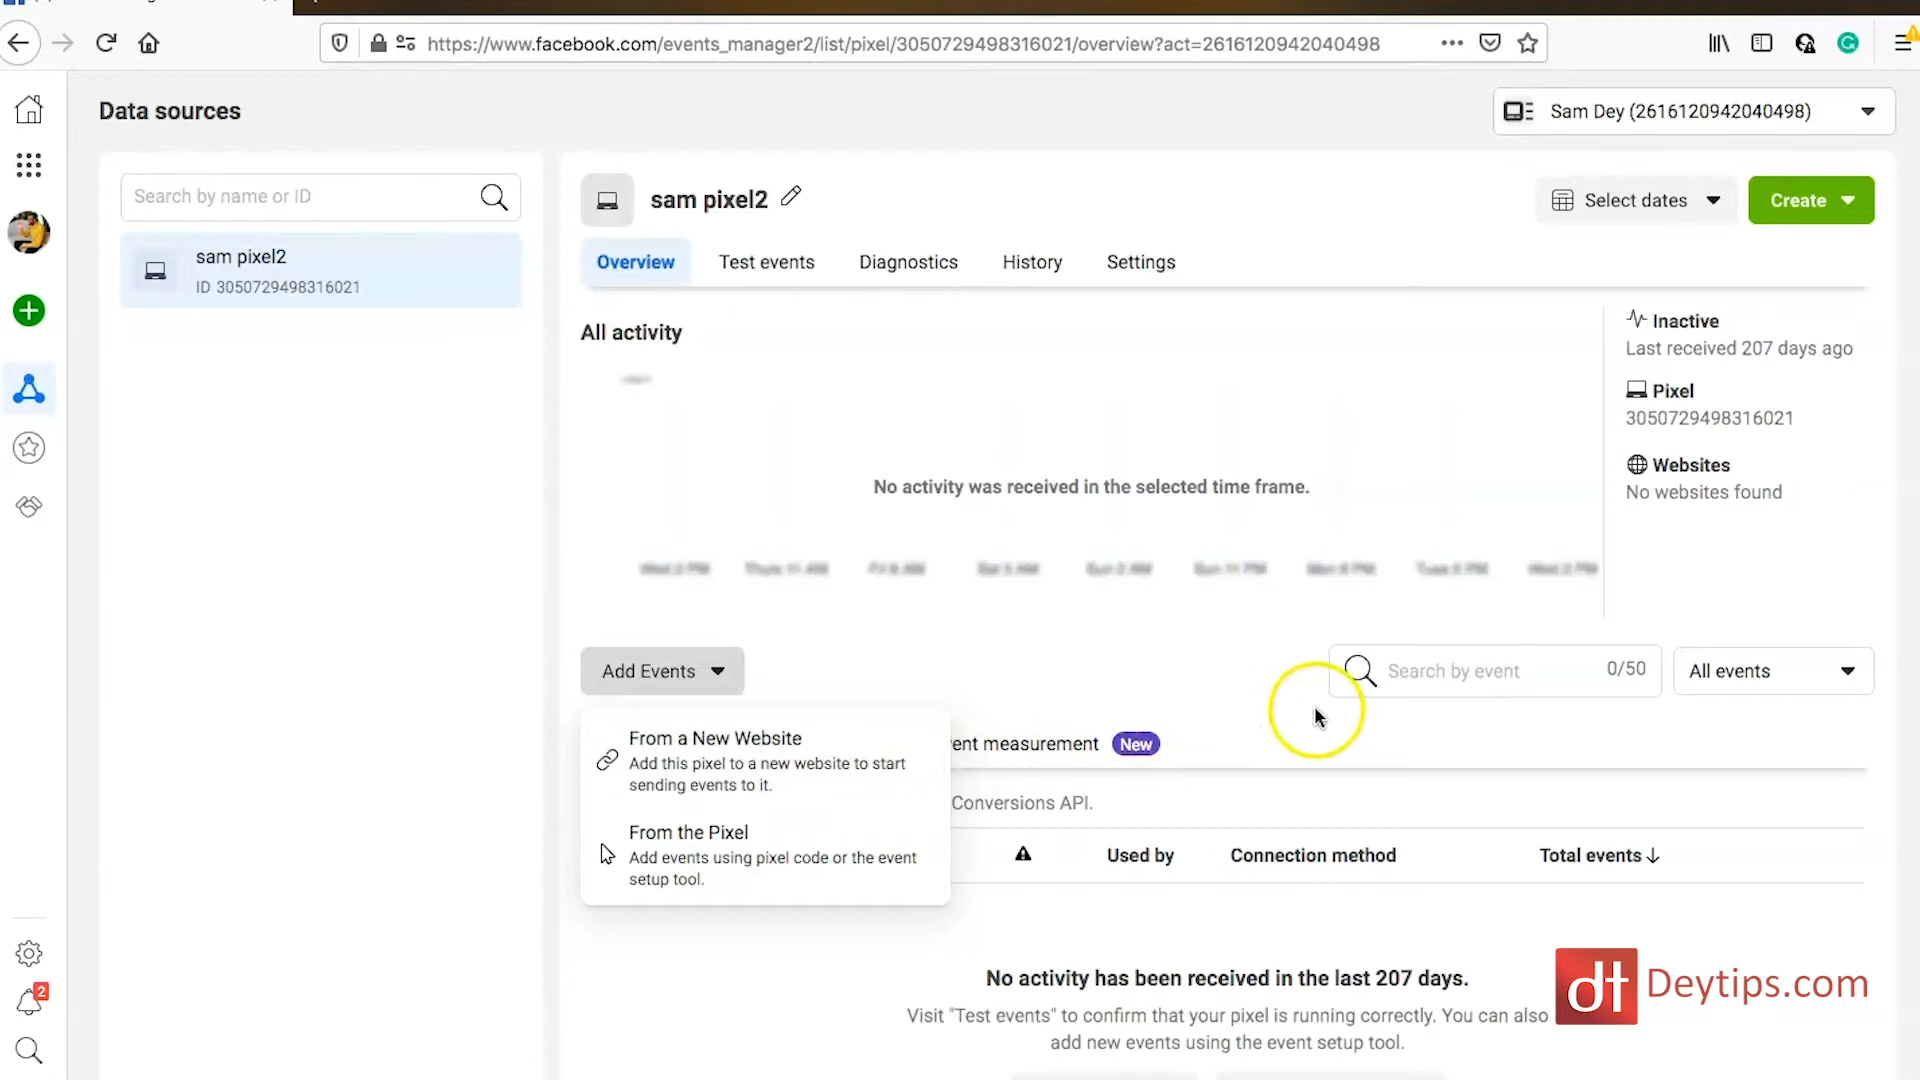 https://www.facebook.com/events_manager2/list/pixel/3050729498316021/overview?act=2616120942040498
Data sources
Sam Dey (2616120942040498)
Search by name or ID
sam pixel2
ID 3050729498316021
sam pixel2
Select dates
Create
Overview
Test events
Diagnostics
History
Settings
All activity
Inactive
Last received 207 days ago
Pixel
3050729498316021
Websites
No websites found
No activity was received in the selected time frame.
Add Events
Search by event
0/50
All events
From a New Website
Add this pixel to a new website to start
sending events to it.
From the Pixel
Add events using pixel code or the event
setup tool.
ent measurement
New
Conversions API.
Used by
Connection method
Total events
No activity has been received in the last 207 days.
Visit "Test events" to confirm that your pixel is running correctly. You can also
add new events using the event setup tool.
2
dt Deytips.com